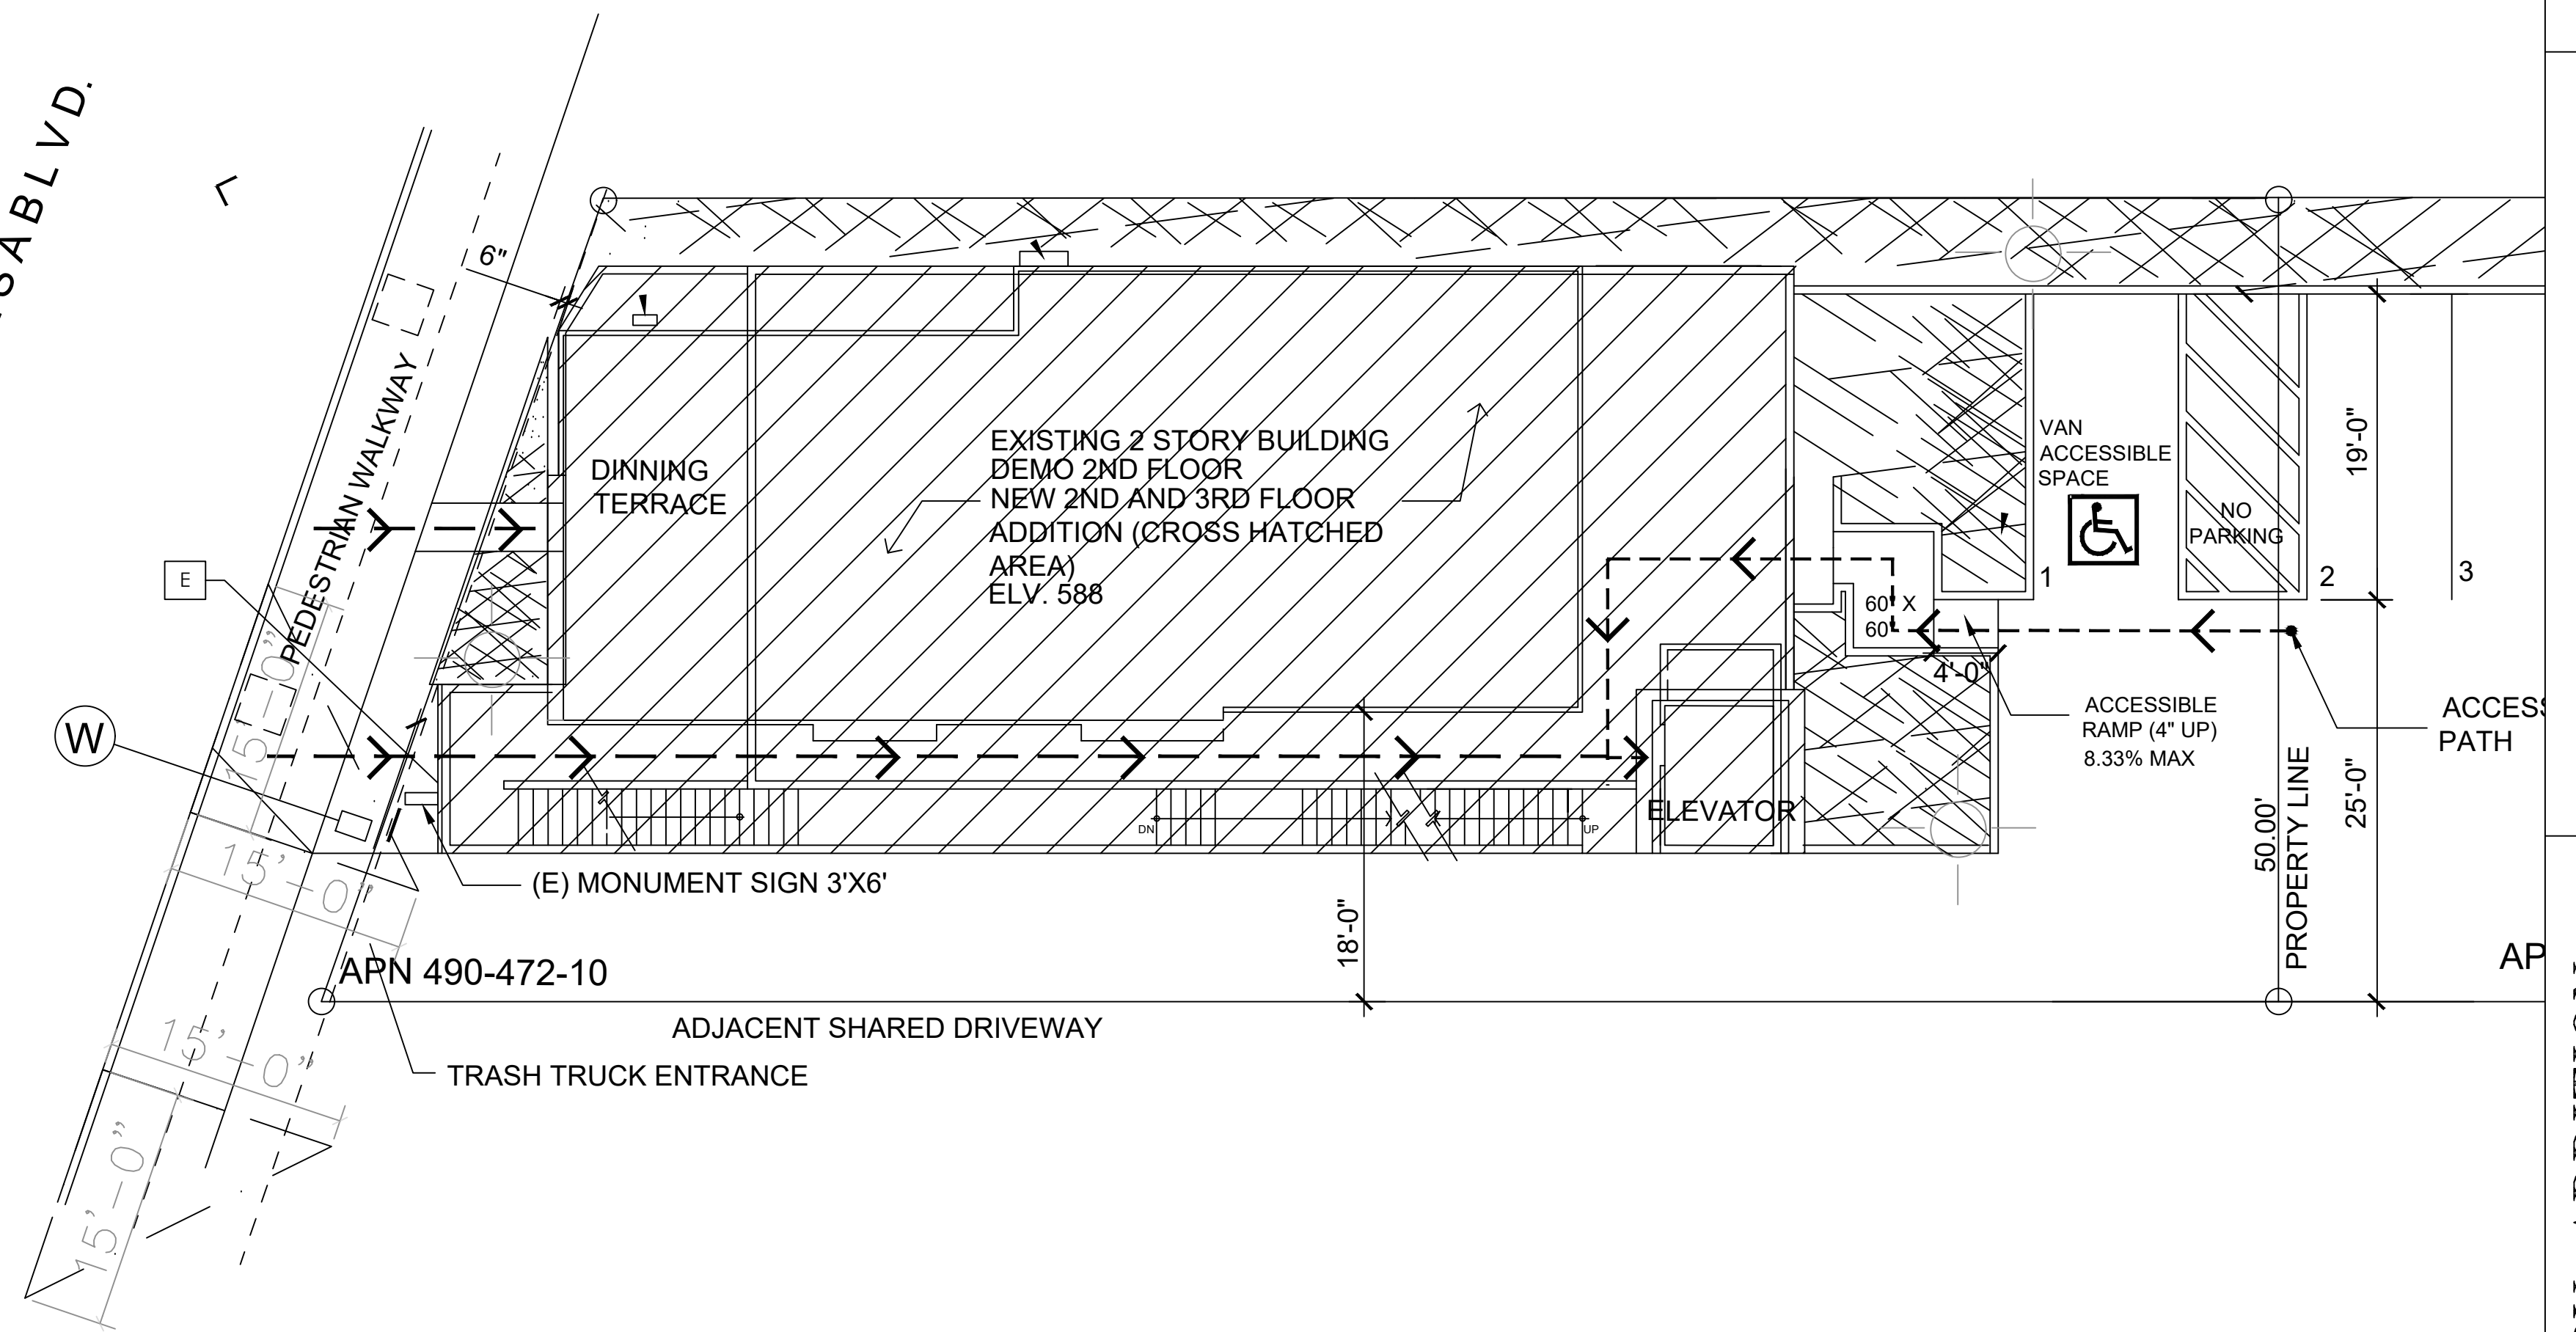 S A B L V D.
6"
PEDESTRIAN WALKWAY
E
W
15'-0"
15'-0"
15'-0"
15'-0"
DINNING
TERRACE
EXISTING 2 STORY BUILDING
DEMO 2ND FLOOR
NEW 2ND AND 3RD FLOOR
ADDITION (CROSS HATCHED
AREA)
ELV. 588
VAN
ACCESSIBLE
SPACE
NO
PARKING
1
2
3
19'-0"
60" X
60"
4'-0"
ACCESSIBLE
RAMP (4" UP)
8.33% MAX
ACCESS
PATH
50.00'
PROPERTY LINE
25'-0"
ELEVATOR
DN
UP
(E) MONUMENT SIGN 3'X6'
18'-0"
APN 490-472-10
AP
ADJACENT SHARED DRIVEWAY
TRASH TRUCK ENTRANCE